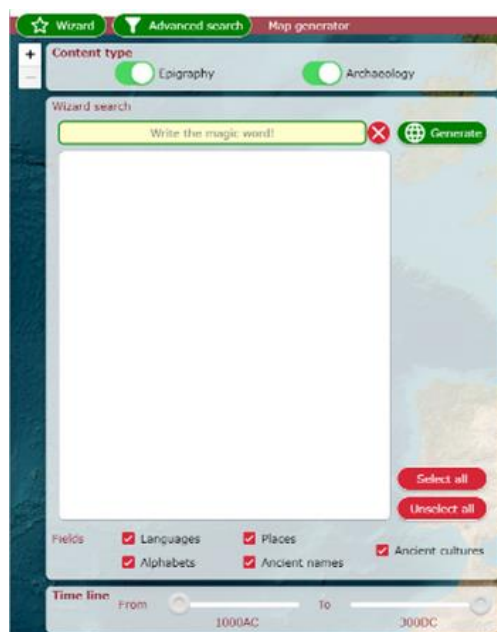 Wizard Advanced search Map generator
+
Content type
−
Epigraphy Archaeology
Wizard search
Write the magic word! Generate
Select all
Unselect all
Fields Languages Places Ancient cultures
Alphabets Ancient names
Time line
From To
1000AC 300DC